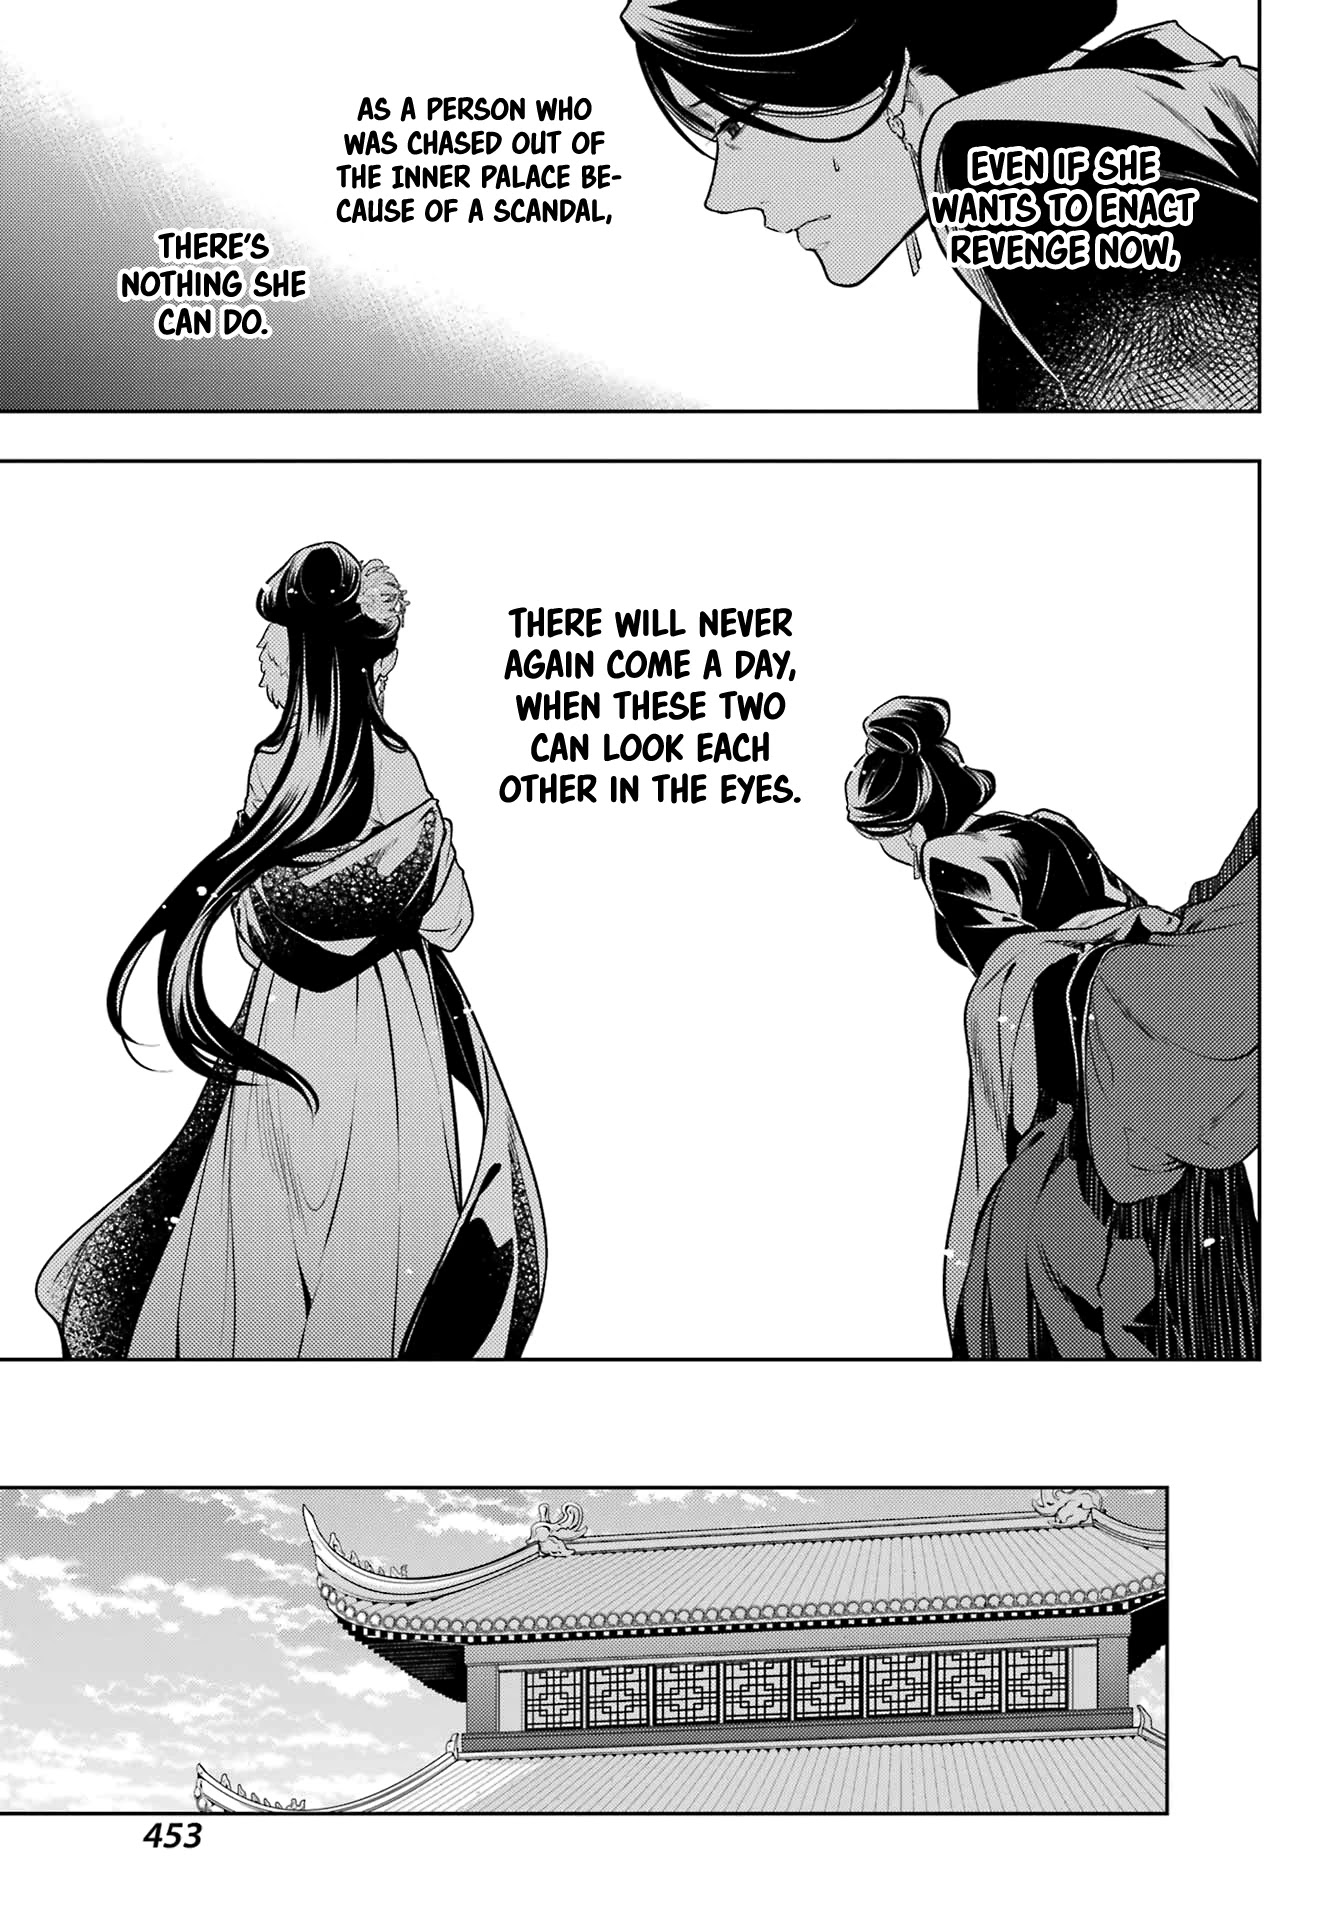 EVEN IF SHE
WANTS TO ENACT
REVENGE NOW,
AS A PERSON WHO
WAS CHASED OUT OF
THE INNER PALACE BE-
CAUSE OF A SCANDAL,
THERE'S
NOTHING SHE
CAN DO.
THERE WILL NEVER
AGAIN COME A DAY,
WHEN THESE TWO
CAN LOOK EACH
OTHER IN THE EYES.
453